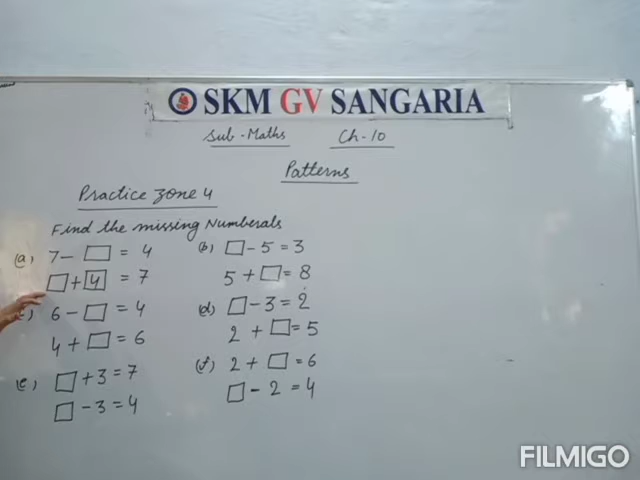 SKM GV SANGARIA
Sub - Maths Ch-10
Patterns
Practice Zone 4
Find the missing Numberals
(a) 7 - □ = 4
□ + 4 = 7
(b) □ - 5 = 3
5 + □ = 8
c) 6 - □ = 4
4 + □ = 6
(d) □ - 3 = 2
2 + □ = 5
(e) □ + 3 = 7
□ - 3 = 4
(f) 2 + □ = 6
□ - 2 = 4
FILMIGO